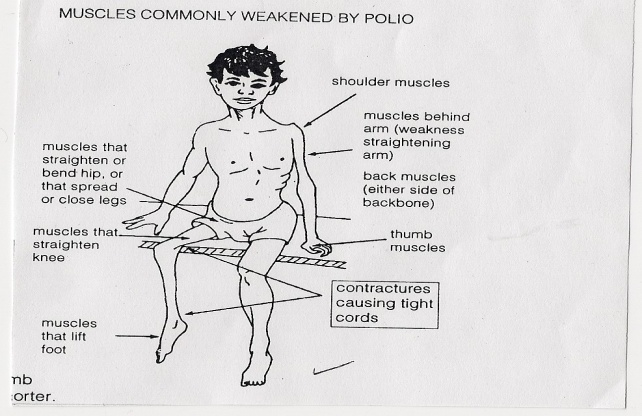 MUSCLES COMMONLY WEAKENED BY POLIO
shoulder muscles
muscles behind
arm (weakness
straightening
arm)
muscles that
straighten or
bend hip, or
that spread
or close legs
back muscles
(either side of
backbone)
muscles that
straighten
knee
thumb
muscles
contractures
causing tight
cords
muscles
that lift
foot
mb
orter.